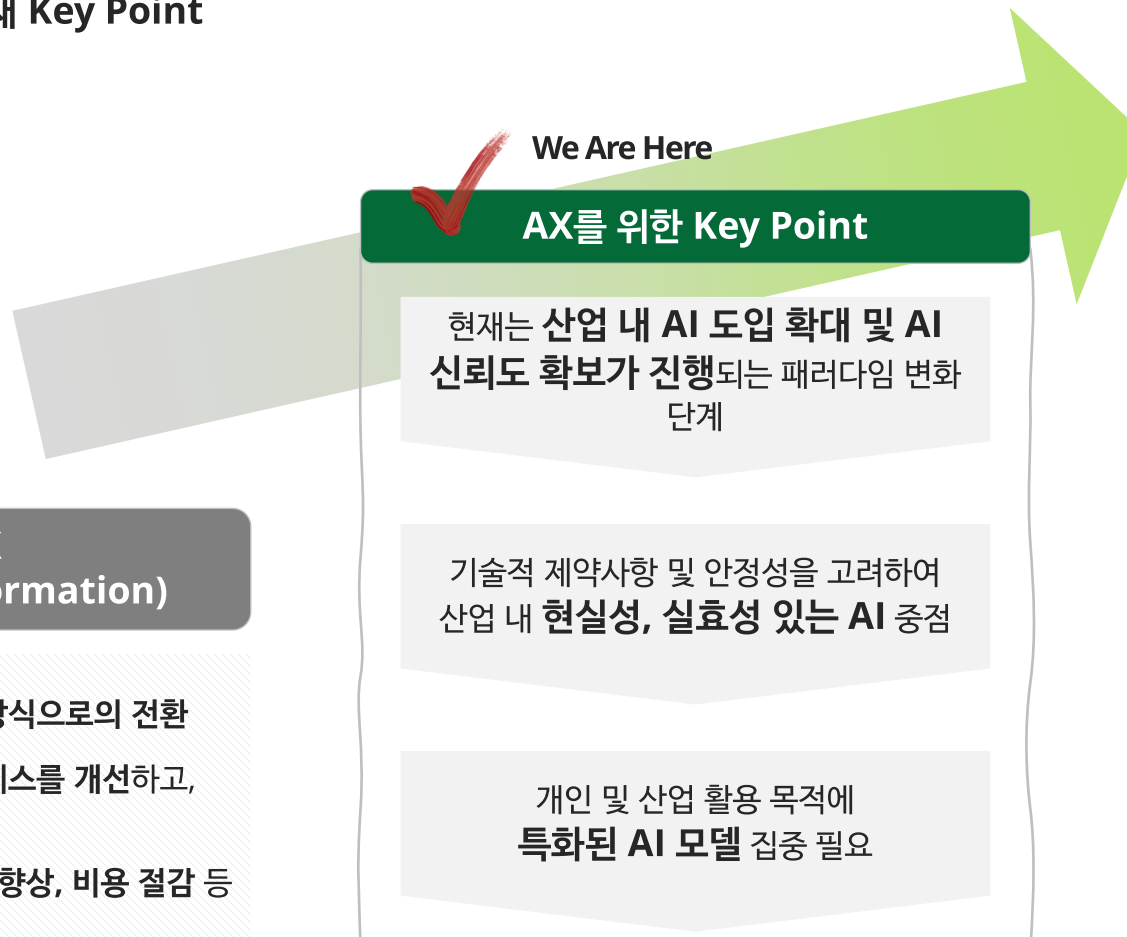 Key Point
We Are Here
AX를 위한 Key Point
현재는 산업 내 AI 도입 확대 및 AI
신뢰도 확보가 진행되는 패러다임 변화
단계
기술적 제약사항 및 안정성을 고려하여
산업 내 현실성, 실효성 있는 AI 중점
개인 및 산업 활용 목적에
특화된 AI 모델 집중 필요
ormation)
식으로의 전환
스를 개선하고,
향상, 비용 절감 등